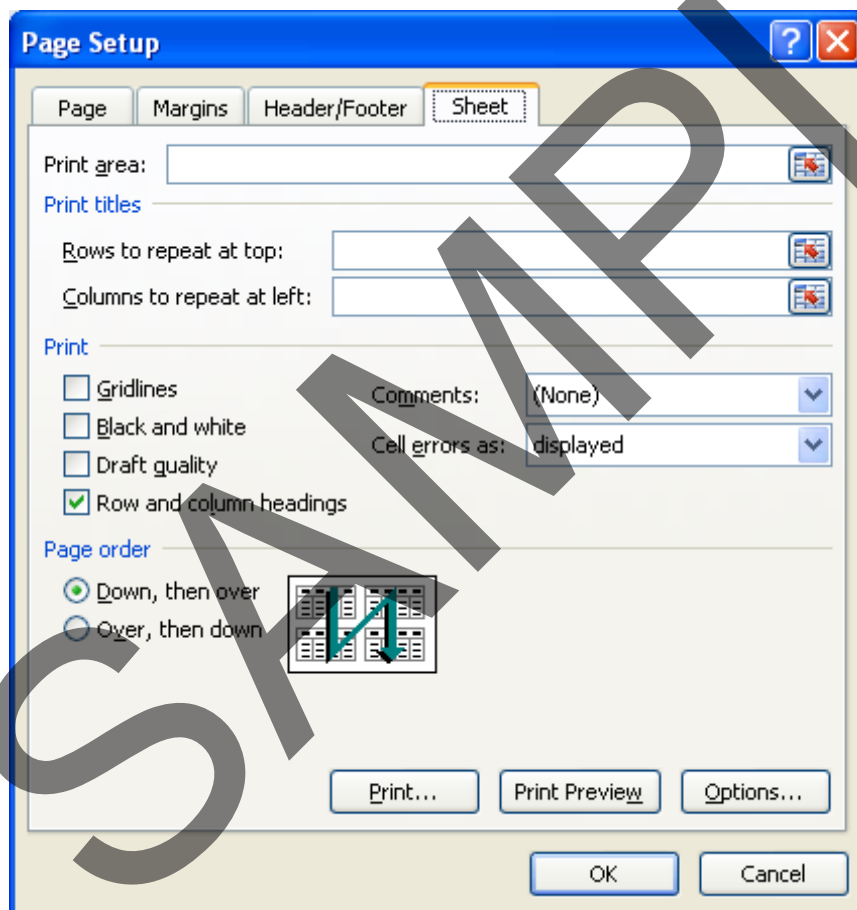 Page Setup
Page Margins Header/Footer Sheet
Print area:
Print titles
Rows to repeat at top:
Columns to repeat at left:
Print
Gridlines
Comments: (None)
Black and white
Cell errors as: displayed
Draft quality
Row and column headings
Page order
Down, then over
Over, then down
Print... Print Preview Options...
OK Cancel
SAMPL